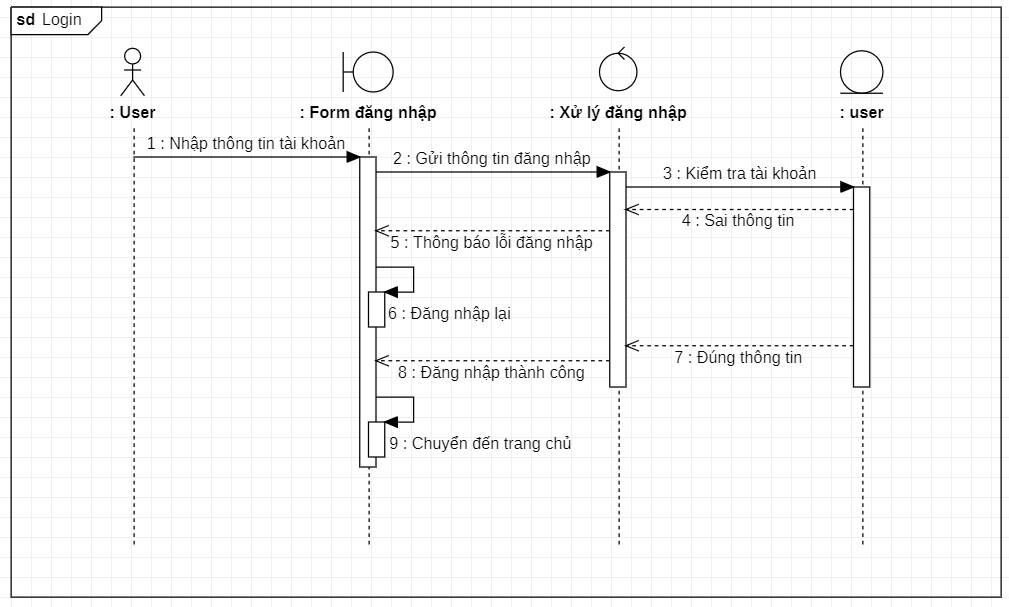 sd Login
: User
: Form đăng nhập
: Xử lý đăng nhập
: user
1 : Nhập thông tin tài khoản
2 : Gửi thông tin đăng nhập
3 : Kiểm tra tài khoản
4 : Sai thông tin
5 : Thông báo lỗi đăng nhập
6 : Đăng nhập lại
7 : Đúng thông tin
8 : Đăng nhập thành công
9 : Chuyển đến trang chủ